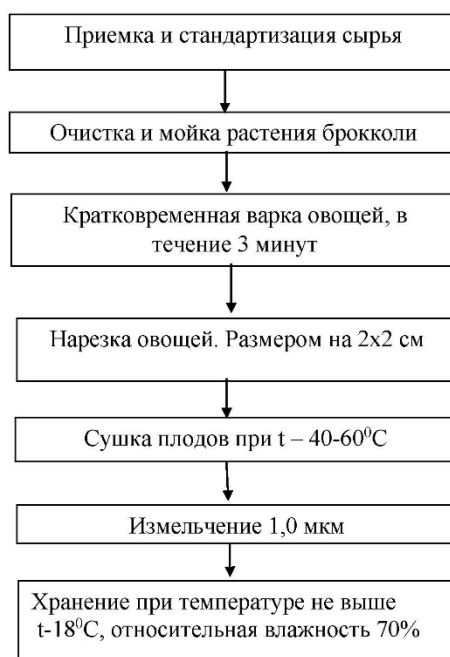 Приемка и стандартизация сырья
Очистка и мойка растения брокколи
Кратковременная варка овощей, в
течение 3 минут
Нарезка овощей. Размером на 2х2 см
Сушка плодов при t – 40-60⁰С
Измельчение 1,0 мкм
Хранение при температуре не выше
t-18⁰С, относительная влажность 70%